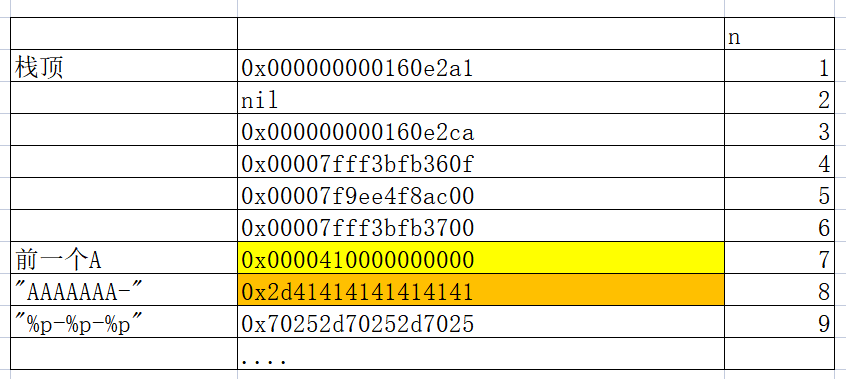 n
栈顶 0x000000000160e2a1 1
nil 2
0x000000000160e2ca 3
0x00007fff3bfb360f 4
0x00007f9ee4f8ac00 5
0x00007fff3bfb3700 6
前一个A 0x0000410000000000 7
"AAAAAAA-" 0x2d41414141414141 8
"%p-%p-%p" 0x70252d70252d7025 9
....